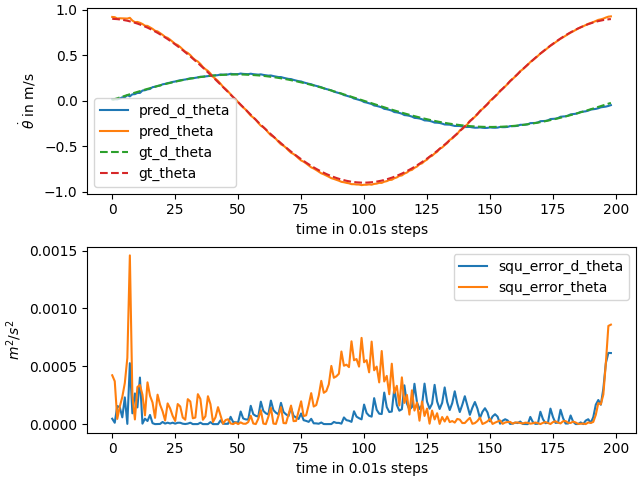 1.0
0.5
0.0
−0.5
−1.0
θ̇ in m/s
pred_d_theta
pred_theta
gt_d_theta
gt_theta
0 25 50 75 100 125 150 175 200
time in 0.01s steps
0.0015
0.0010
0.0005
0.0000
m²/s²
squ_error_d_theta
squ_error_theta
0 25 50 75 100 125 150 175 200
time in 0.01s steps